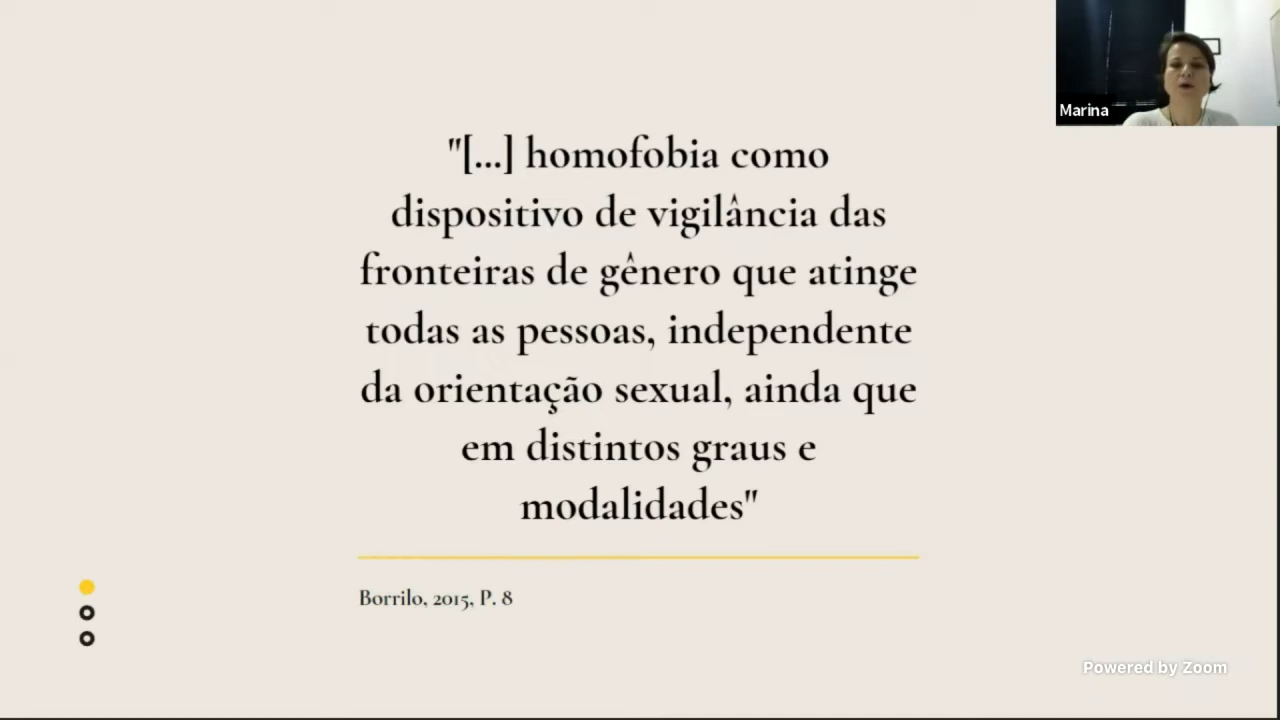 Marina
"[...] homofobia como
dispositivo de vigilância das
fronteiras de gênero que atinge
todas as pessoas, independente
da orientação sexual, ainda que
em distintos graus e
modalidades"
Borrilo, 2015, P. 8
Powered by Zoom